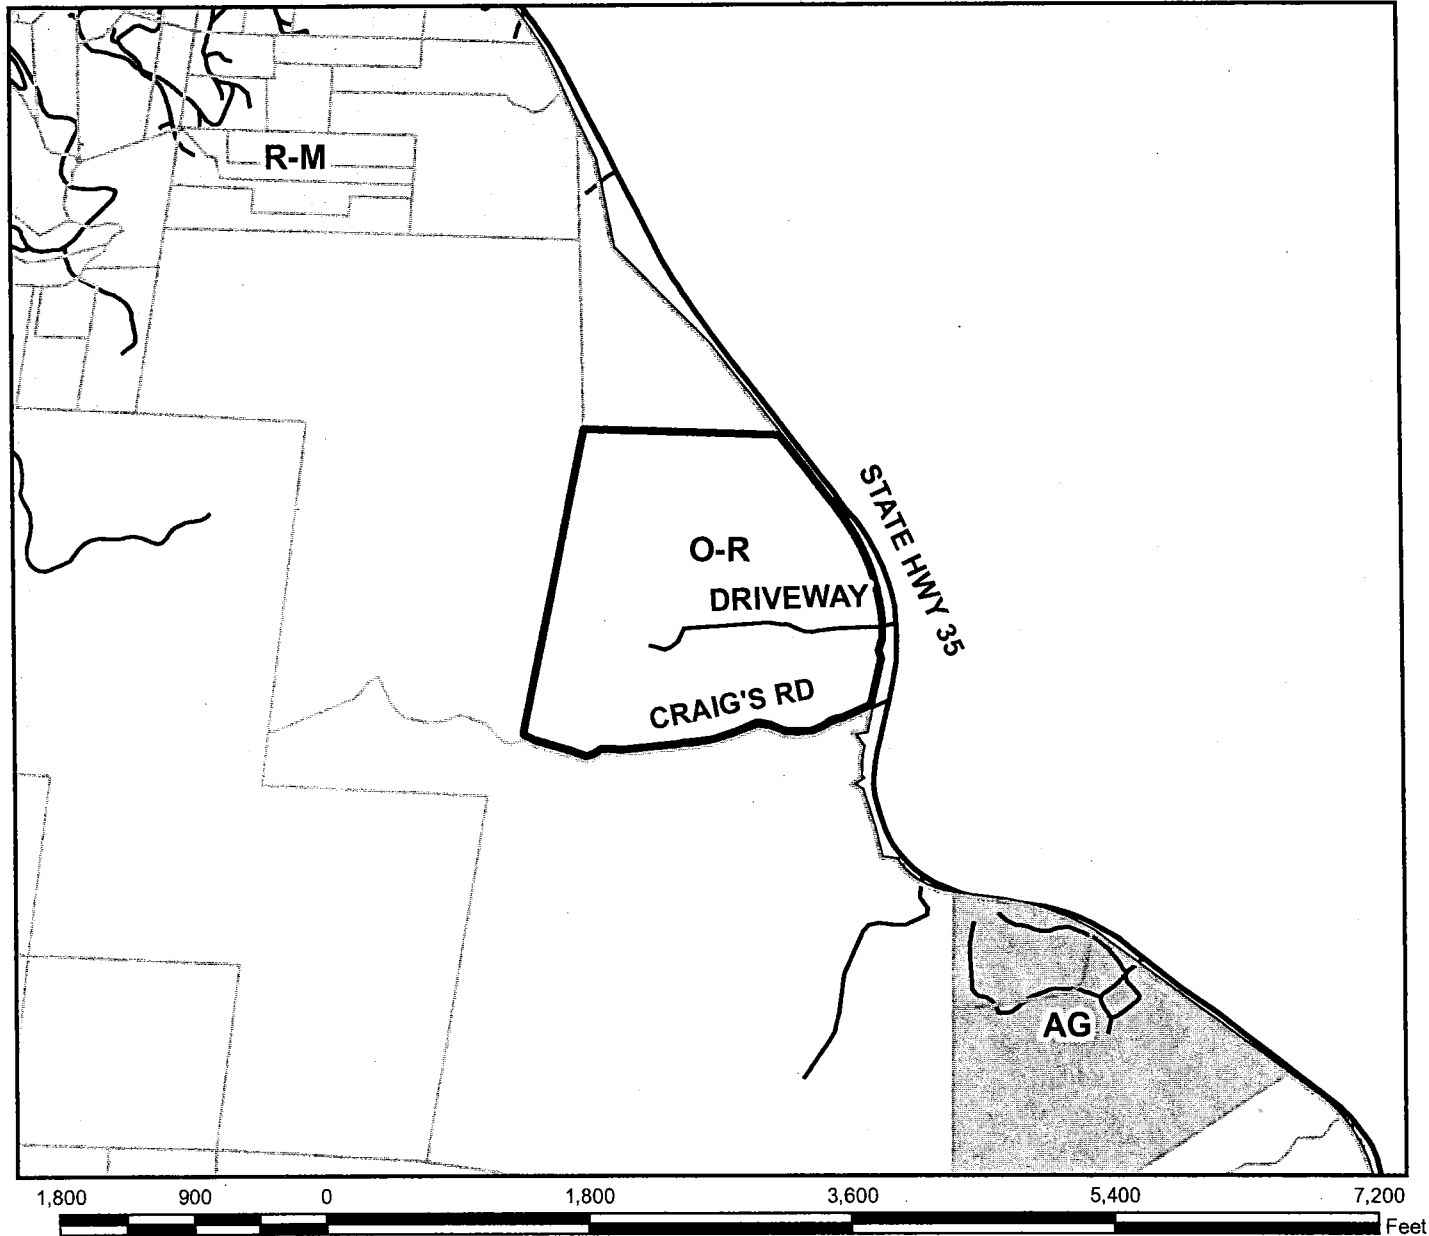 R-M
STATE HWY 35
O-R
DRIVEWAY
CRAIG'S RD
AG
1,800 900 0 1,800 3,600 5,400 7,200
Feet